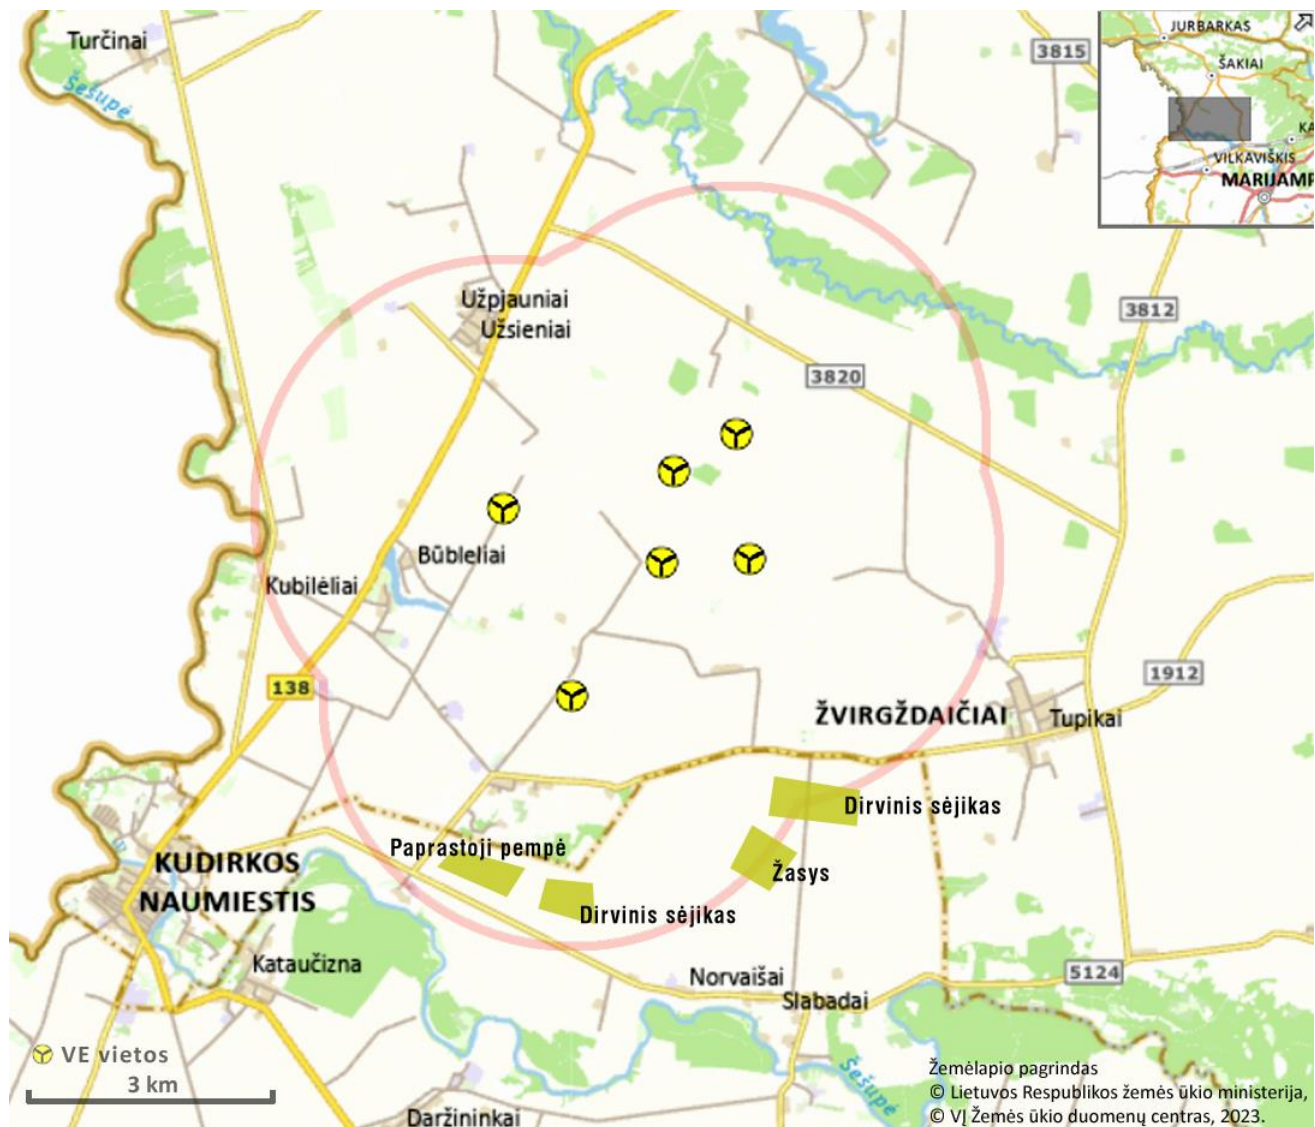 Turčinai
Šešupė
3815
JURBARKAS
ŠAKIAI
KA
VILKAVIŠKIS
MARIJAMP
Užpjauniai
Užsieniai
3812
3820
Būbleliai
Kubilėliai
138
1912
ŽVIRGŽDAIČIAI
Tupikai
Dirvinis sėjikas
Paprastoji pempė
KUDIRKOS
NAUMIESTIS
Žasys
Dirvinis sėjikas
Kataučizna
Norvaišai
Slabadai
5124
VE vietos
3 km
Šešupė
Daržininkai
Žemėlapio pagrindas
© Lietuvos Respublikos žemės ūkio ministerija,
© VĮ Žemės ūkio duomenų centras, 2023.